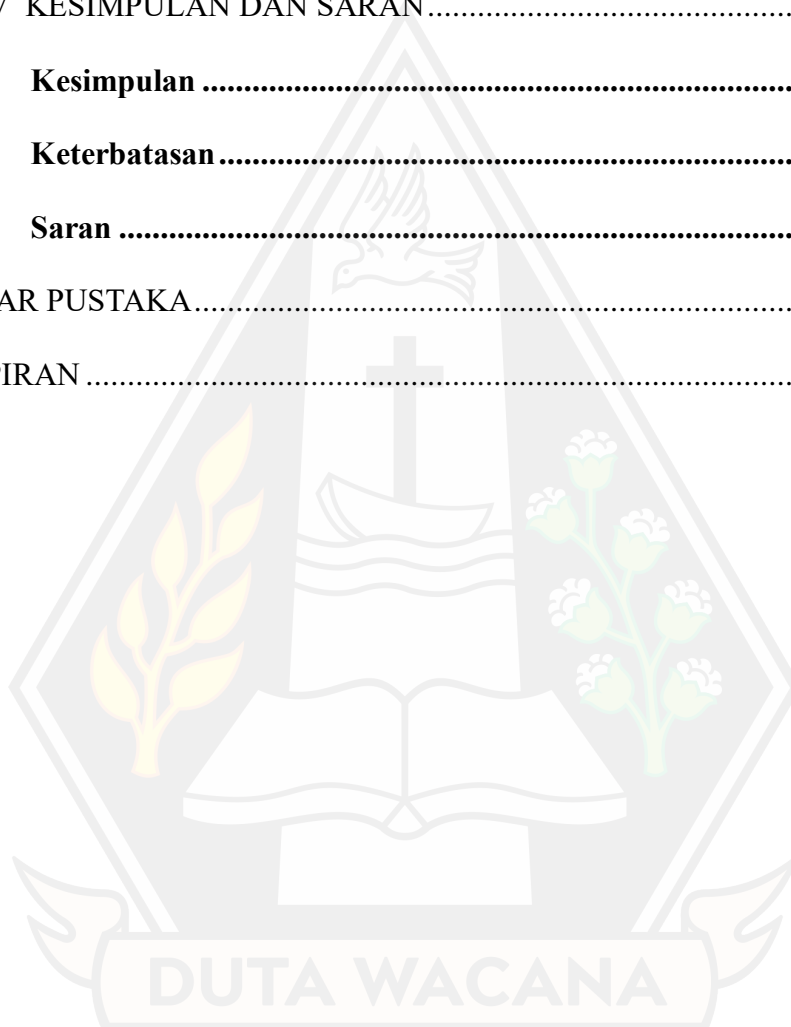 KESIMPULAN DAN SARAN........................................................................
Kesimpulan .......................................................................
Keterbatasan.....................................................................
Saran .................................................................................
AR PUSTAKA.........................................................................
IRAN ......................................................................................
DUTA WACANA